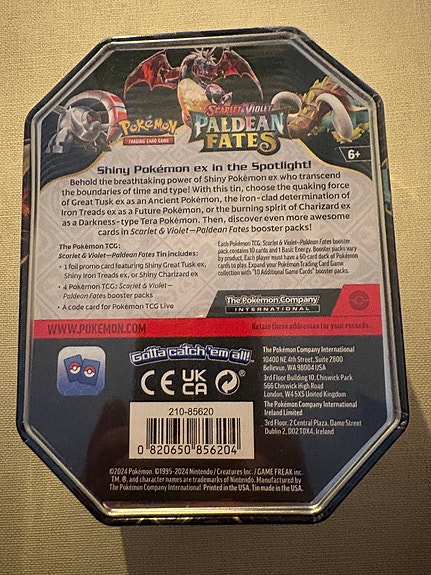 POKÉMON
TRADING CARD GAME
SCARLET & VIOLET
PALDEAN
FATES
6+
Shiny Pokémon ex in the Spotlight!
Behold the breathtaking power of Shiny Pokémon ex who transcend
the boundaries of time and type! With this tin, choose the quaking force
of Great Tusk ex as an Ancient Pokémon, the iron-clad determination of
Iron Treads ex as a Future Pokémon, or the burning spirit of Charizard ex
as a Darkness-type Tera Pokémon. Then, discover even more awesome
cards in Scarlet & Violet—Paldean Fates booster packs!
The Pokémon TCG:
Scarlet & Violet—Paldean Fates Tin includes:
• 1 foil promo card featuring Shiny Great Tusk ex,
Shiny Iron Treads ex, or Shiny Charizard ex
• 4 Pokémon TCG: Scarlet & Violet—
Paldean Fates booster packs
• A code card for Pokémon TCG Live
Each Pokémon TCG: Scarlet & Violet—Paldean Fates booster
pack contains 10 cards and 1 Basic Energy. Booster packs vary
by product. Each player must have a 60-card deck of Pokémon
cards to play. Expand your Pokémon Trading Card Game
collection with "10 Additional Game Cards" booster packs.
The Pokémon Company
INTERNATIONAL
WWW.POKEMON.COM
Retain these addresses for your records.
Gotta catch 'em all!
CE UK
CA
210-85620
0 820650 856204
The Pokémon Company International
10400 NE 4th Street, Suite 2800
Bellevue, WA 98004 USA
3rd Floor Building 10, Chiswick Park
566 Chiswick High Road
London, W4 5XS United Kingdom
The Pokémon Company International
Ireland Limited
3rd. Floor, 2 Central Plaza, Dame Street
Dublin 2, D02 T0X4, Ireland
©2024 Pokémon. ©1995-2024 Nintendo / Creatures Inc. / GAME FREAK inc.
TM, ®, and character names are trademarks of Nintendo. Manufactured by
The Pokémon Company International. Printed in the USA. Tin made in the USA.